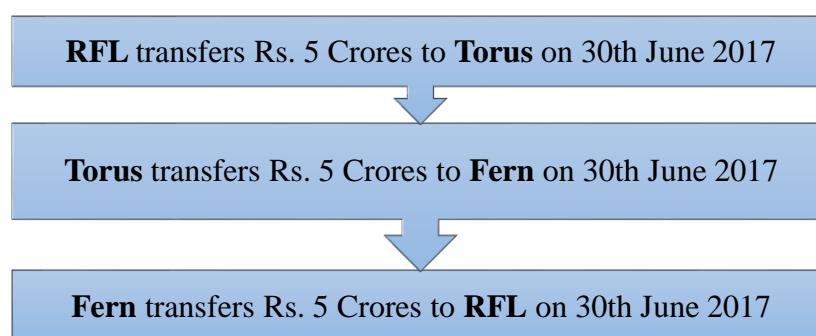 RFL transfers Rs. 5 Crores to Torus on 30th June 2017
Torus transfers Rs. 5 Crores to Fern on 30th June 2017
Fern transfers Rs. 5 Crores to RFL on 30th June 2017